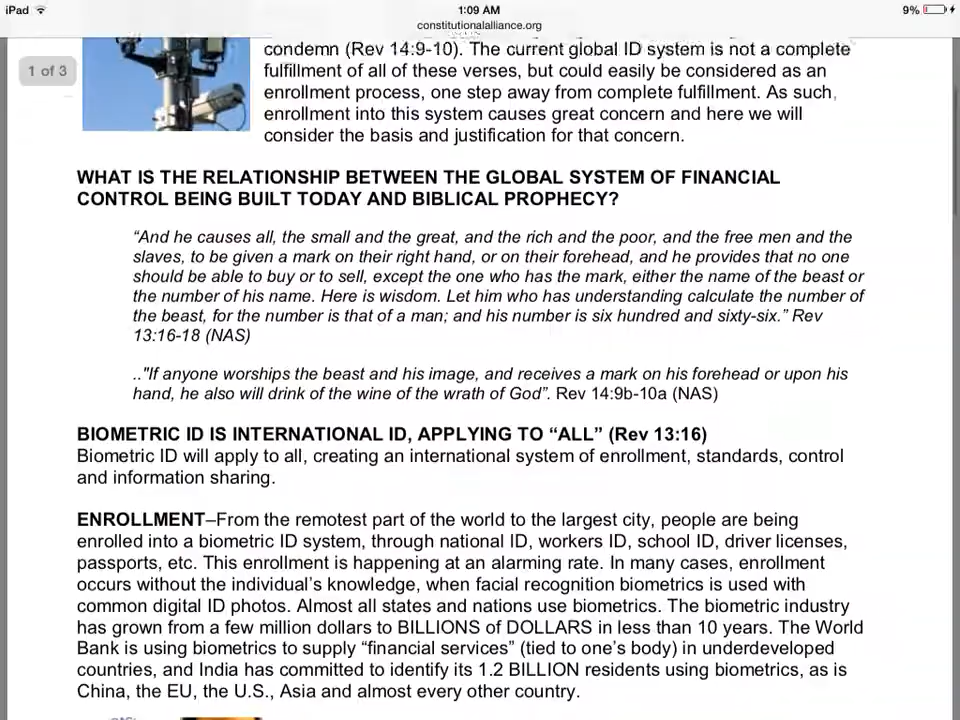 iPad
1:09 AM
9%
constitutionalalliance.org
1 of 3
condemn (Rev 14:9-10). The current global ID system is not a complete
fulfillment of all of these verses, but could easily be considered as an
enrollment process, one step away from complete fulfillment. As such,
enrollment into this system causes great concern and here we will
consider the basis and justification for that concern.
WHAT IS THE RELATIONSHIP BETWEEN THE GLOBAL SYSTEM OF FINANCIAL
CONTROL BEING BUILT TODAY AND BIBLICAL PROPHECY?
“And he causes all, the small and the great, and the rich and the poor, and the free men and the
slaves, to be given a mark on their right hand, or on their forehead, and he provides that no one
should be able to buy or to sell, except the one who has the mark, either the name of the beast or
the number of his name. Here is wisdom. Let him who has understanding calculate the number of
the beast, for the number is that of a man; and his number is six hundred and sixty-six.” Rev
13:16-18 (NAS)
.."If anyone worships the beast and his image, and receives a mark on his forehead or upon his
hand, he also will drink of the wine of the wrath of God”. Rev 14:9b-10a (NAS)
BIOMETRIC ID IS INTERNATIONAL ID, APPLYING TO “ALL” (Rev 13:16)
Biometric ID will apply to all, creating an international system of enrollment, standards, control
and information sharing.
ENROLLMENT–From the remotest part of the world to the largest city, people are being
enrolled into a biometric ID system, through national ID, workers ID, school ID, driver licenses,
passports, etc. This enrollment is happening at an alarming rate. In many cases, enrollment
occurs without the individual’s knowledge, when facial recognition biometrics is used with
common digital ID photos. Almost all states and nations use biometrics. The biometric industry
has grown from a few million dollars to BILLIONS of DOLLARS in less than 10 years. The World
Bank is using biometrics to supply “financial services” (tied to one’s body) in underdeveloped
countries, and India has committed to identify its 1.2 BILLION residents using biometrics, as is
China, the EU, the U.S., Asia and almost every other country.